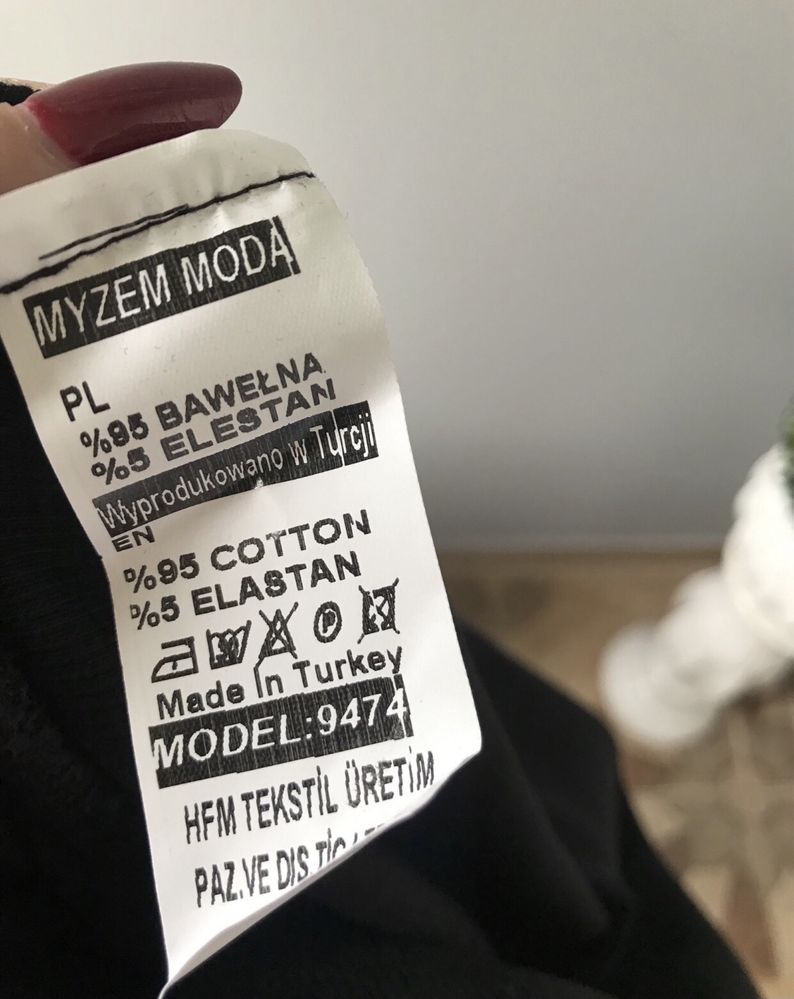 MYZEM MODA
PL
%95 BAWEŁNA
%5 ELESTAN
Wyprodukowano w Turcji
EN
%95 COTTON
%5 ELASTAN
P
Made in Turkey
MODEL:9474
HFM TEKSTİL ÜRETİM
PAZ.VE DIS.TİC